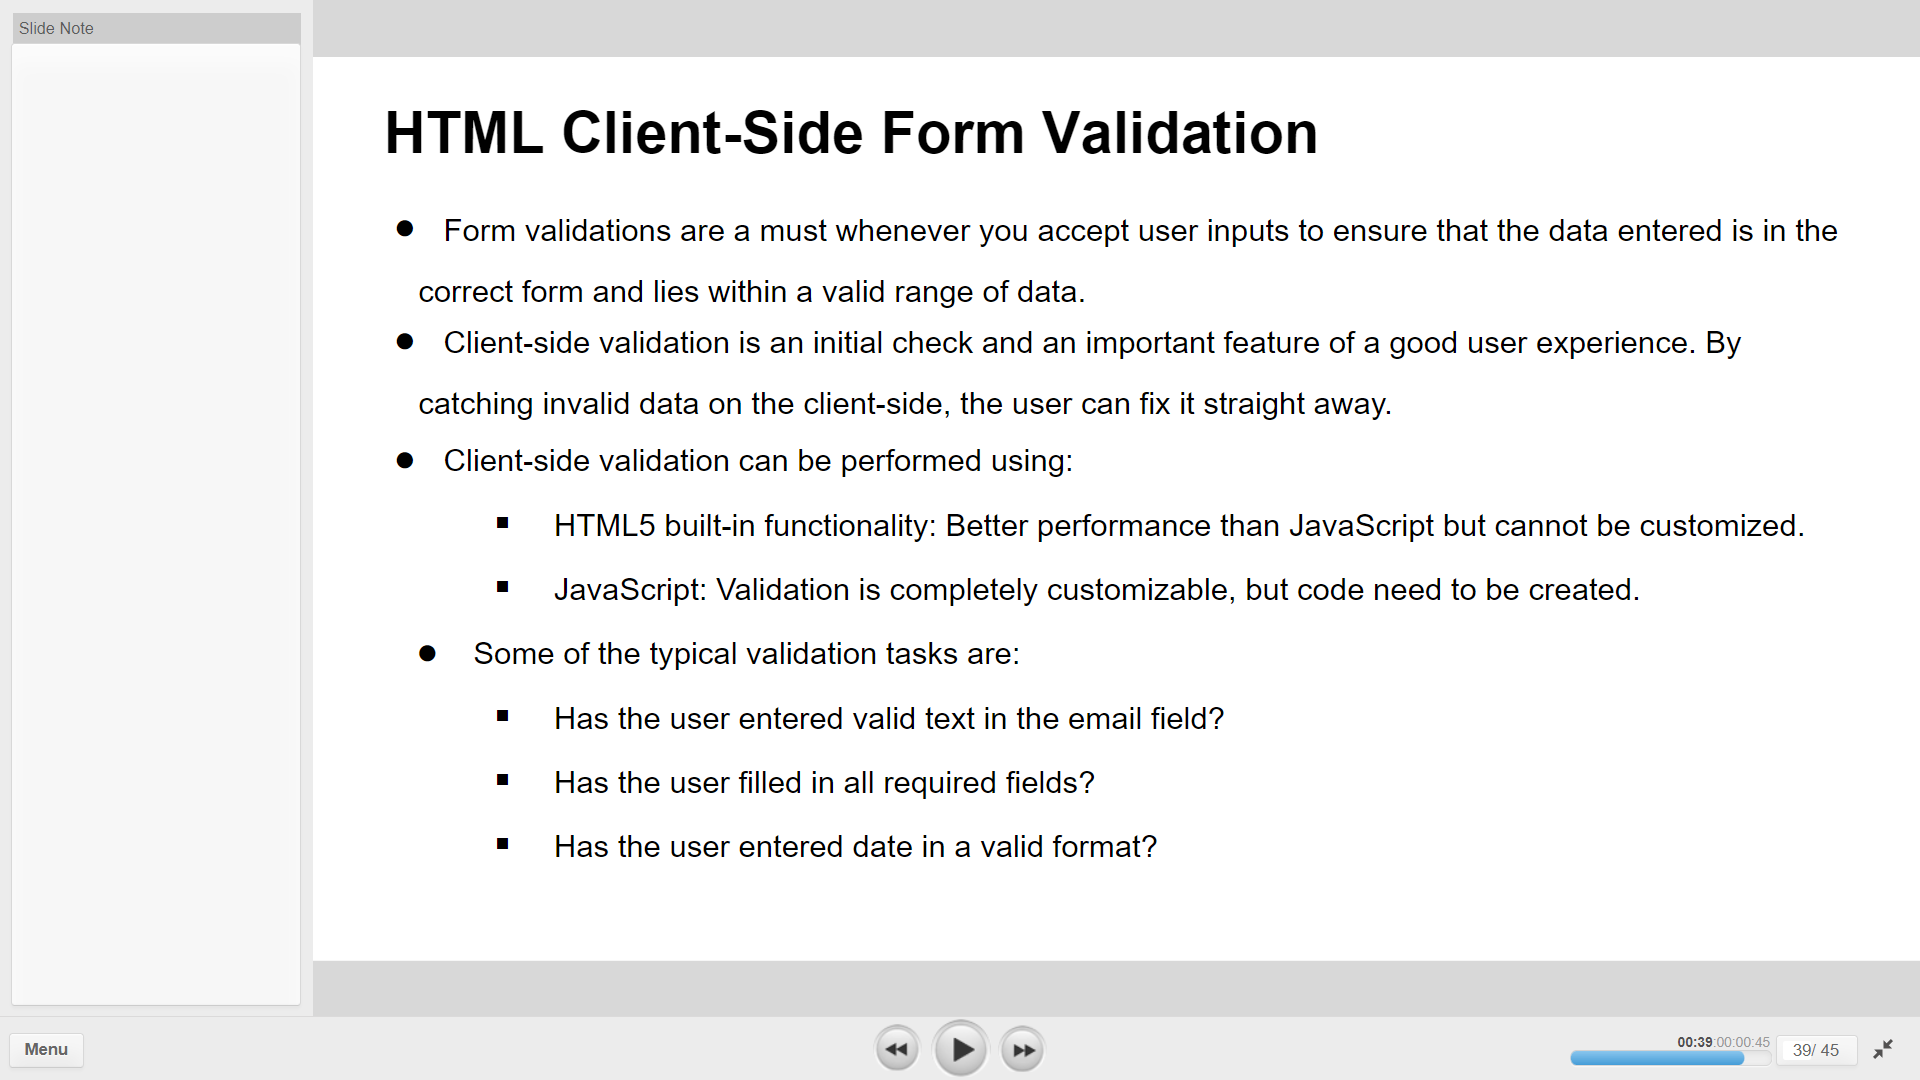 Slide Note
HTML Client-Side Form Validation
● Form validations are a must whenever you accept user inputs to ensure that the data entered is in the
correct form and lies within a valid range of data.
● Client-side validation is an initial check and an important feature of a good user experience. By
catching invalid data on the client-side, the user can fix it straight away.
● Client-side validation can be performed using:
▪ HTML5 built-in functionality: Better performance than JavaScript but cannot be customized.
▪ JavaScript: Validation is completely customizable, but code need to be created.
● Some of the typical validation tasks are:
▪ Has the user entered valid text in the email field?
▪ Has the user filled in all required fields?
▪ Has the user entered date in a valid format?
Menu
00:39:00:00:45
39/ 45